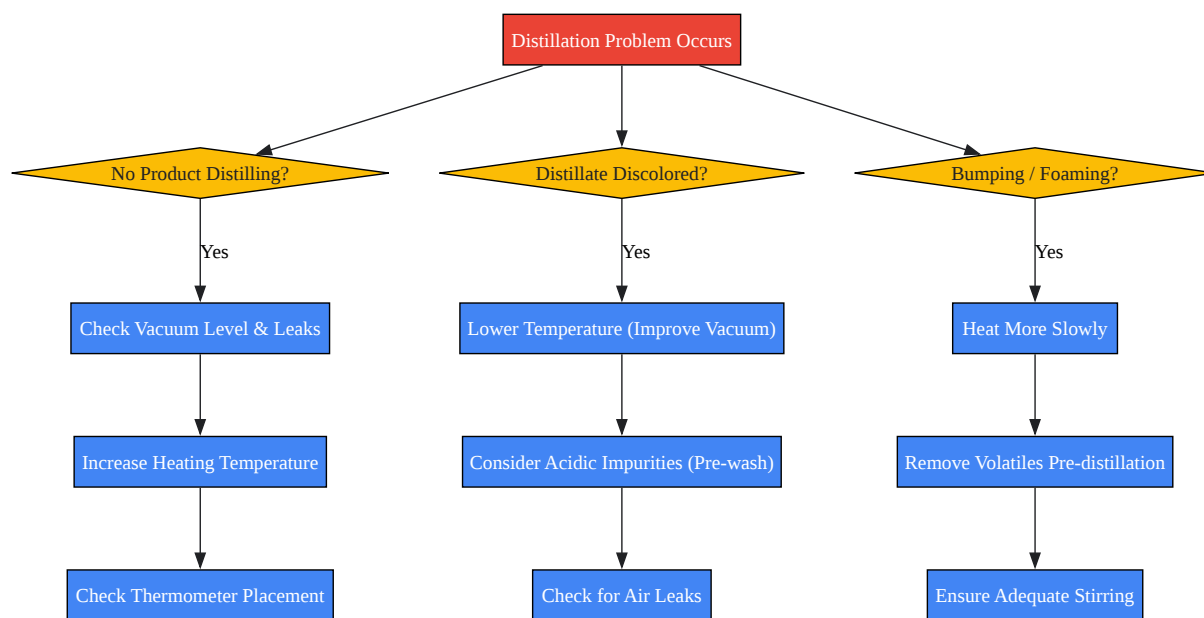 Distillation Problem Occurs
No Product Distilling?
Distillate Discolored?
Bumping / Foaming?
Yes
Yes
Yes
Check Vacuum Level & Leaks
Lower Temperature (Improve Vacuum)
Heat More Slowly
Increase Heating Temperature
Consider Acidic Impurities (Pre-wash)
Remove Volatiles Pre-distillation
Check Thermometer Placement
Check for Air Leaks
Ensure Adequate Stirring